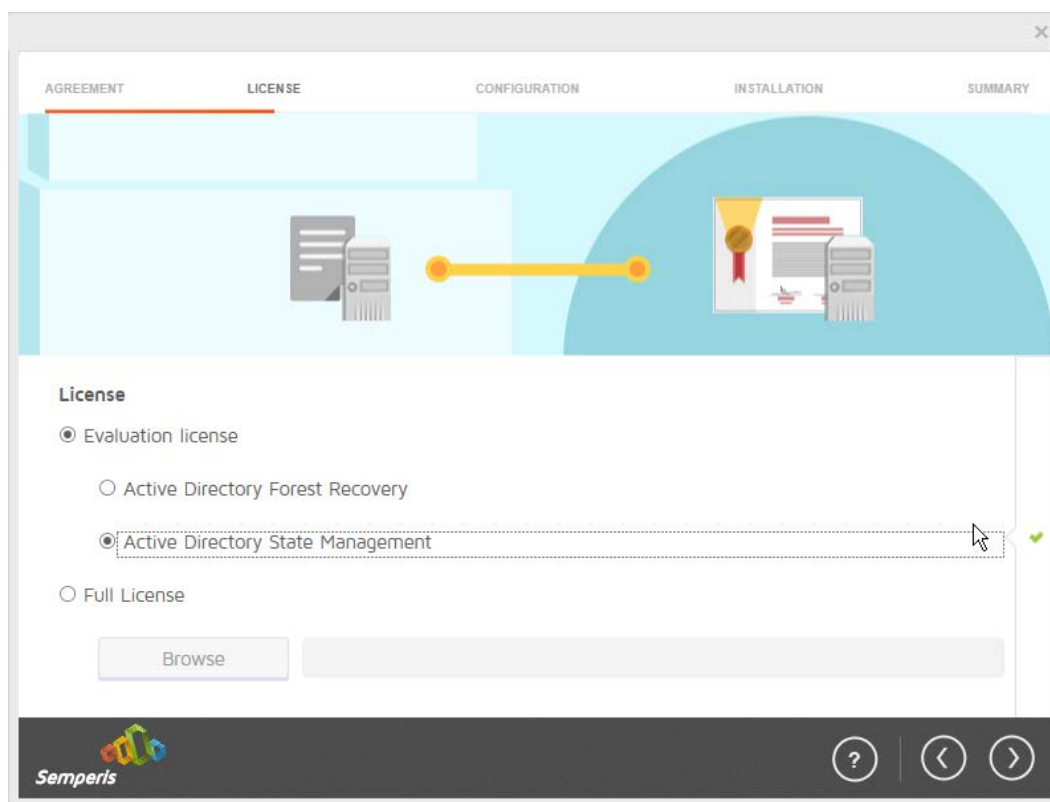 AGREEMENT LICENSE CONFIGURATION INSTALLATION SUMMARY
License
Evaluation license
Active Directory Forest Recovery
Active Directory State Management
Full License
Browse
Semperis
?